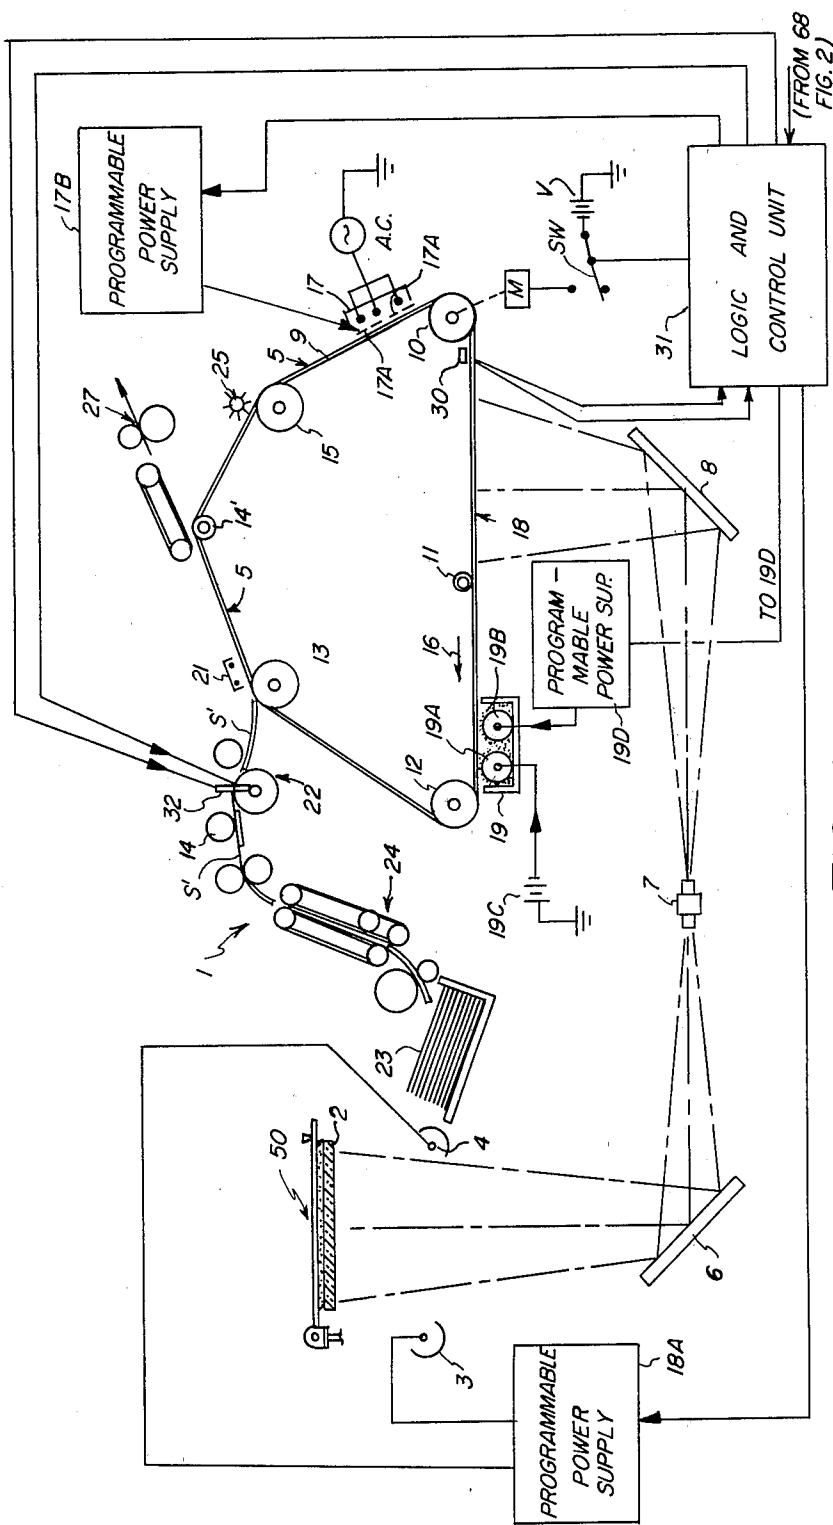 17B
PROGRAMMABLE
POWER
SUPPLY
(FROM 68
FIG. 2)
27
25
17
A.C.
17A
V
SW
M
LOGIC AND
CONTROL UNIT
31
5
9
17A
10
30
15
14'
5
21
13
S'
22
32
14
S'
24
1
23
12
11
16
18
19A
19B
19
19C
PROGRAM-
MABLE
POWER SUP.
19D
TO 19D
8
7
50
2
4
3
6
PROGRAMMABLE
POWER
SUPPLY
18A